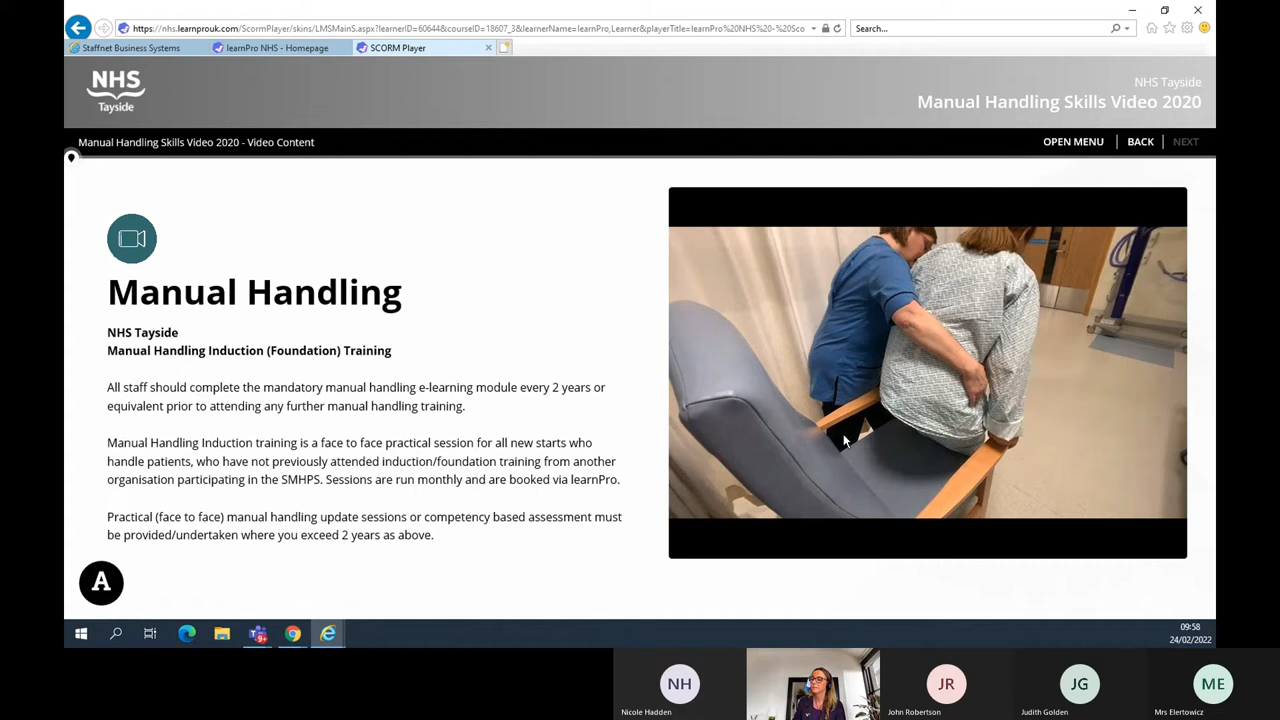 https://nhs.learnprouk.com/ScormPlayer/skins/LMSMainS.aspx?learnerID=60644&courseID=18607_3&learnerName=learnPro,Learner&playerTitle=learnPro%20NHS%20-%20Sco
Search...
Staffnet Business Systems
learnPro NHS - Homepage
SCORM Player
NHS
Tayside
NHS Tayside
Manual Handling Skills Video 2020
Manual Handling Skills Video 2020 - Video Content
OPEN MENU
BACK
NEXT
Manual Handling
NHS Tayside
Manual Handling Induction (Foundation) Training
All staff should complete the mandatory manual handling e-learning module every 2 years or
equivalent prior to attending any further manual handling training.
Manual Handling Induction training is a face to face practical session for all new starts who
handle patients, who have not previously attended induction/foundation training from another
organisation participating in the SMHPS. Sessions are run monthly and are booked via learnPro.
Practical (face to face) manual handling update sessions or competency based assessment must
be provided/undertaken where you exceed 2 years as above.
A
9+
09:58
24/02/2022
NH
JR
JG
ME
Nicole Hadden
John Robertson
Judith Golden
Mrs Elertowicz